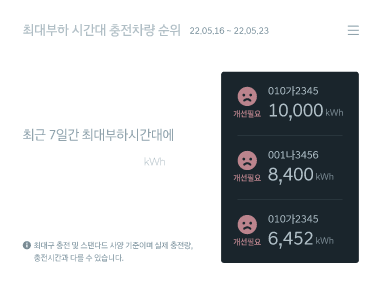 최대부하 시간대 충전차량 순위 22.05.16 ~ 22.05.23
최근 7일간 최대부하시간대에
kWh
010가2345
개선필요 10,000 kWh
001나3456
개선필요 8,400 kWh
010가2345
개선필요 6,452 kWh
최대구 충전 및 스탠다드 사양 기준이며 실제 충전량,
충전시간과 다를 수 있습니다.